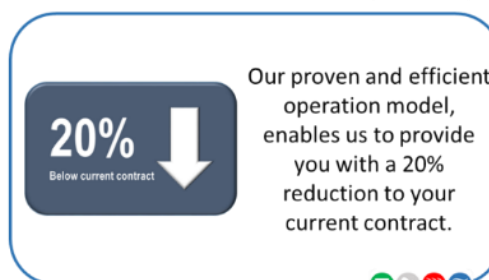 20%
Below current contract
Our proven and efficient
operation model,
enables us to provide
you with a 20%
reduction to your
current contract.